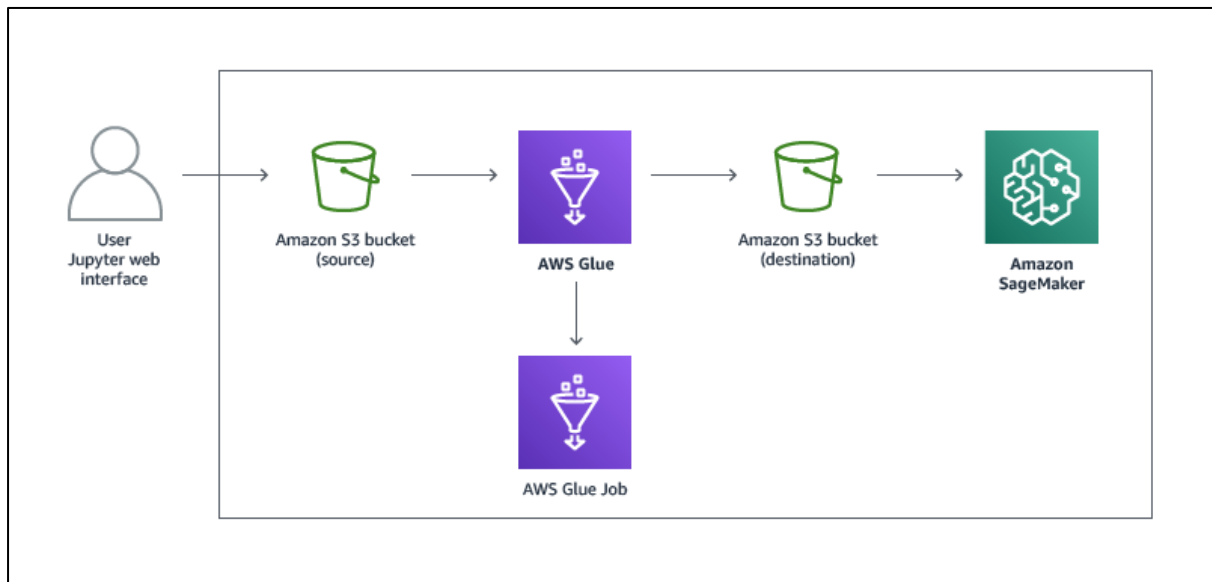 User
Jupyter web
interface
Amazon S3 bucket
(source)
AWS Glue
Amazon S3 bucket
(destination)
Amazon
SageMaker
AWS Glue Job